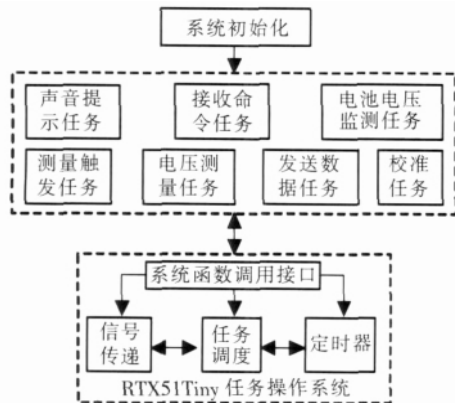 系统初始化
声音提
示任务
接收命
令任务
电池电压
监测任务
测量触
发任务
电压测
量任务
发送数
据任务
校准
任务
系统函数调用接口
信号
传递
任务
调度
定时器
RTX51Tiny 任务操作系统